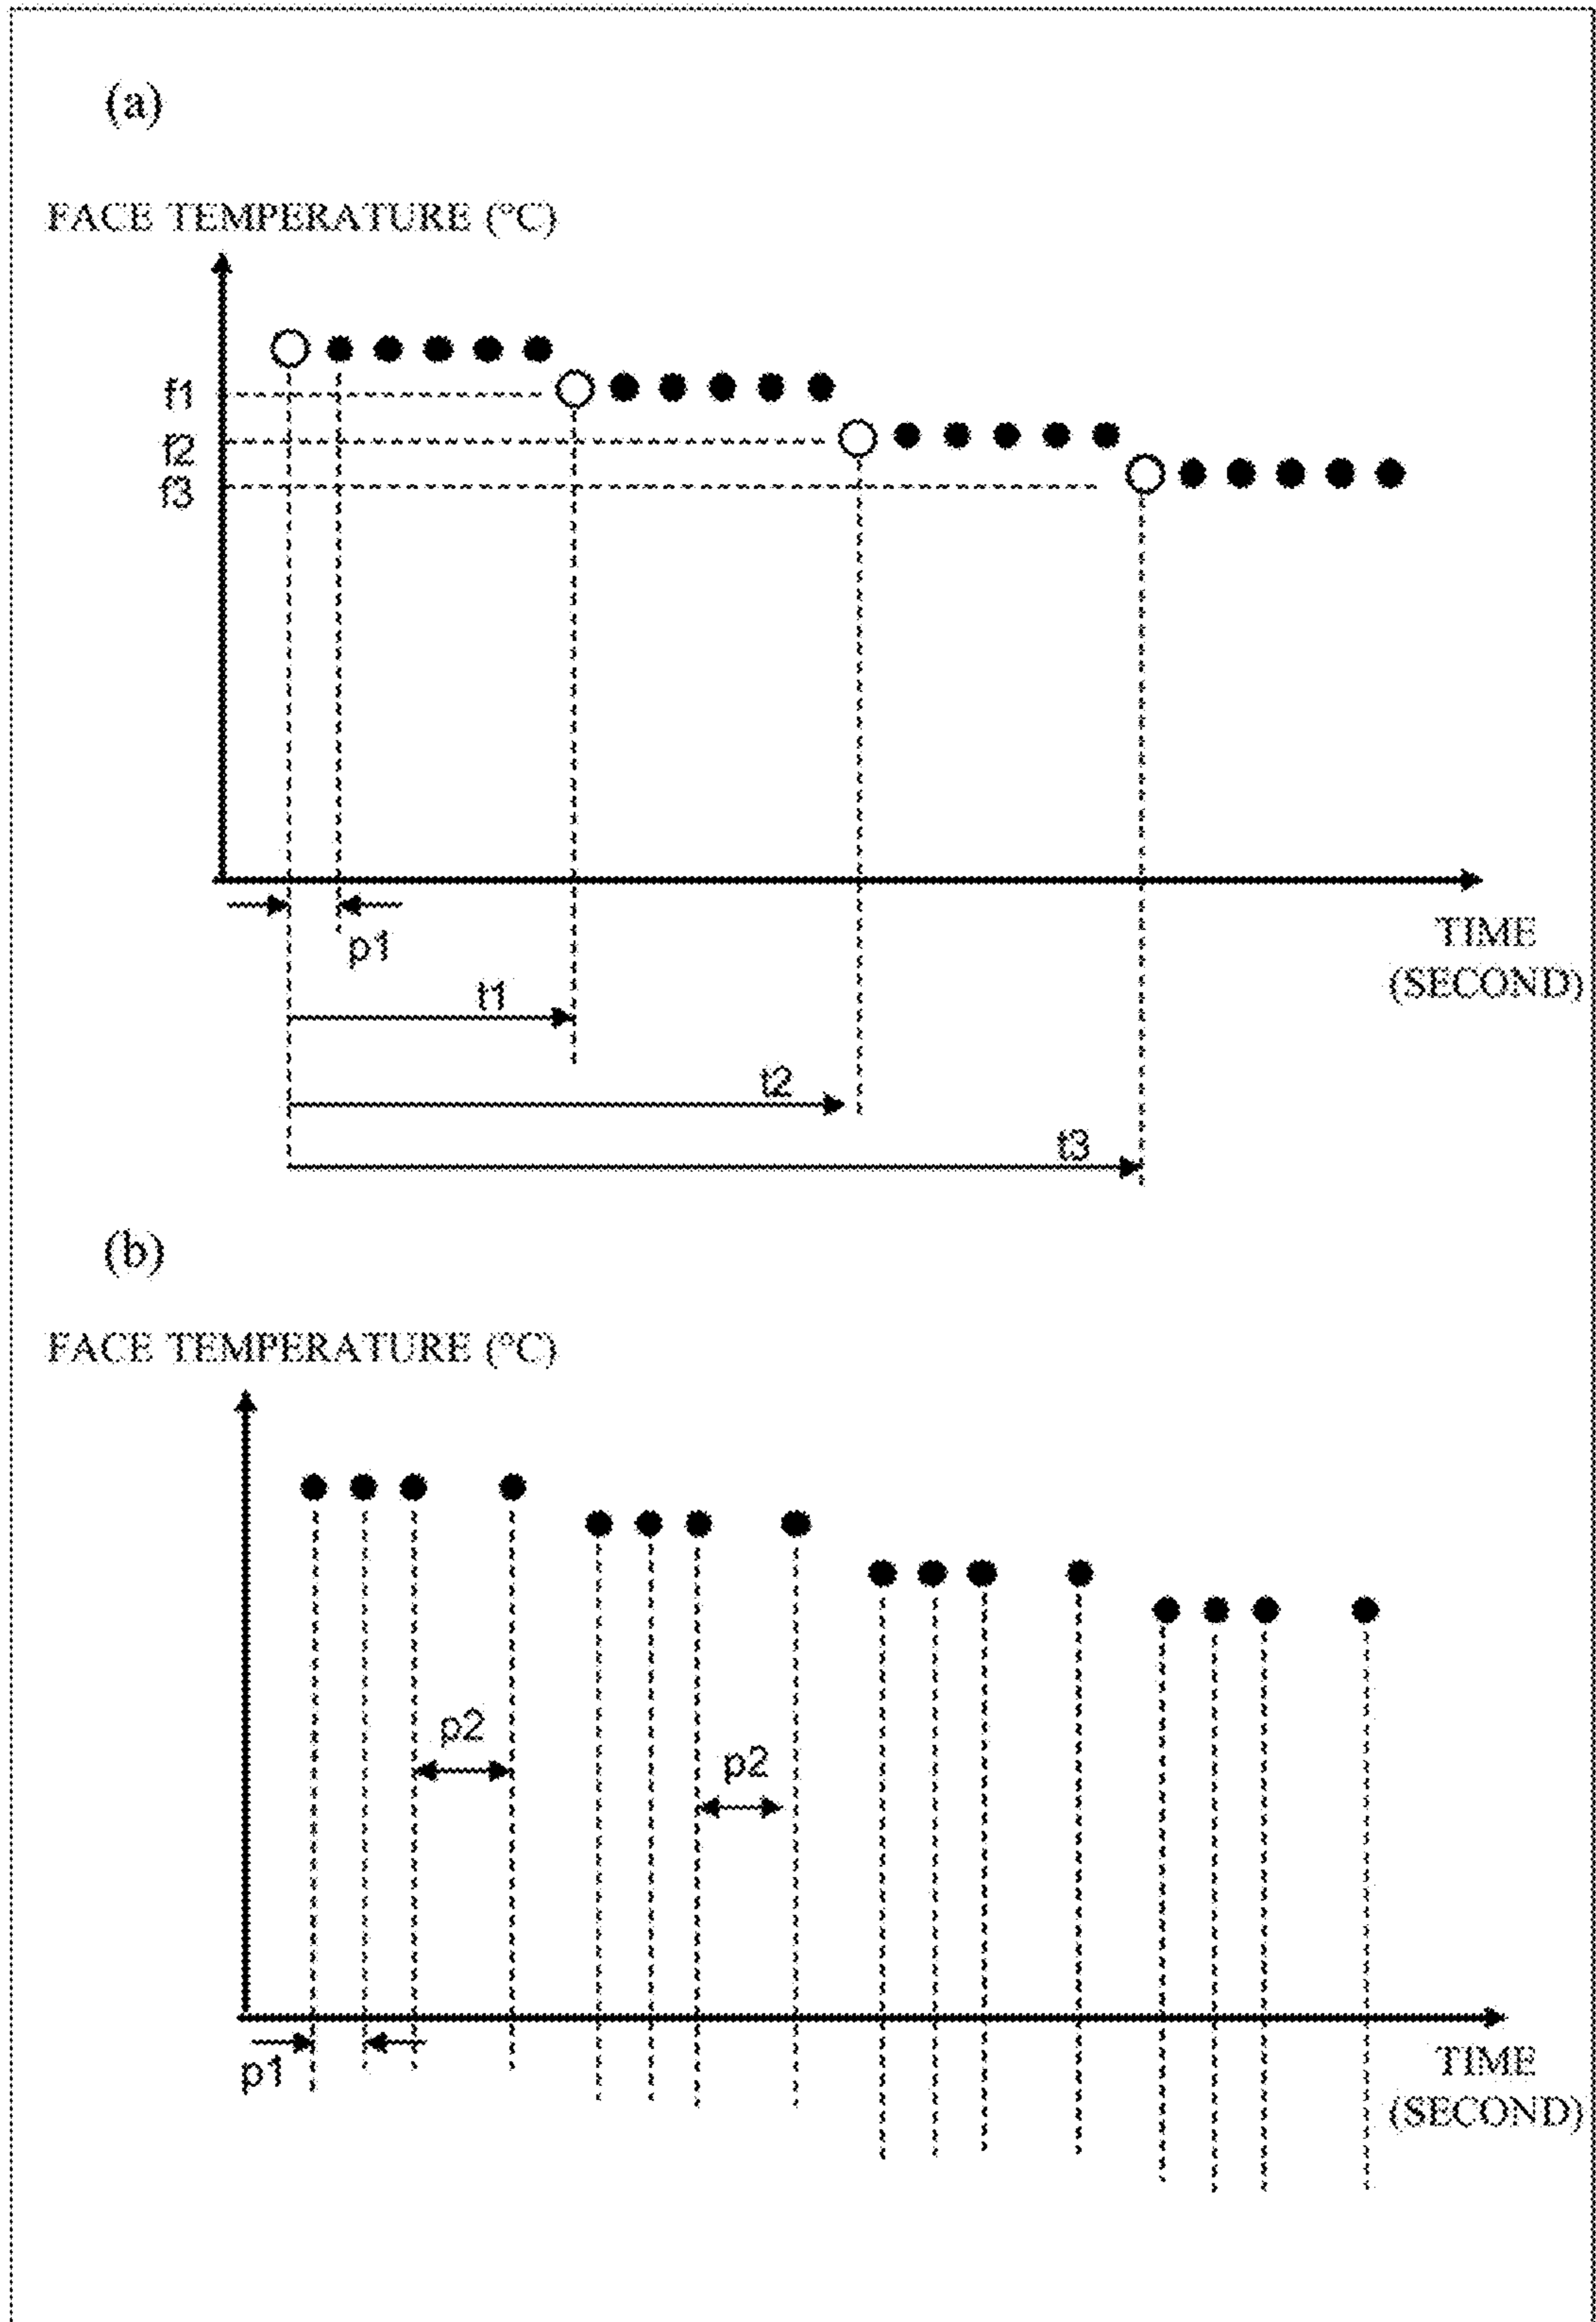 (a)
FACE TEMPERATURE (°C)
f1
f2
f3
p1
TIME
(SECOND)
t1
t2
t3
(b)
FACE TEMPERATURE (°C)
p2
p2
p1
TIME
(SECOND)